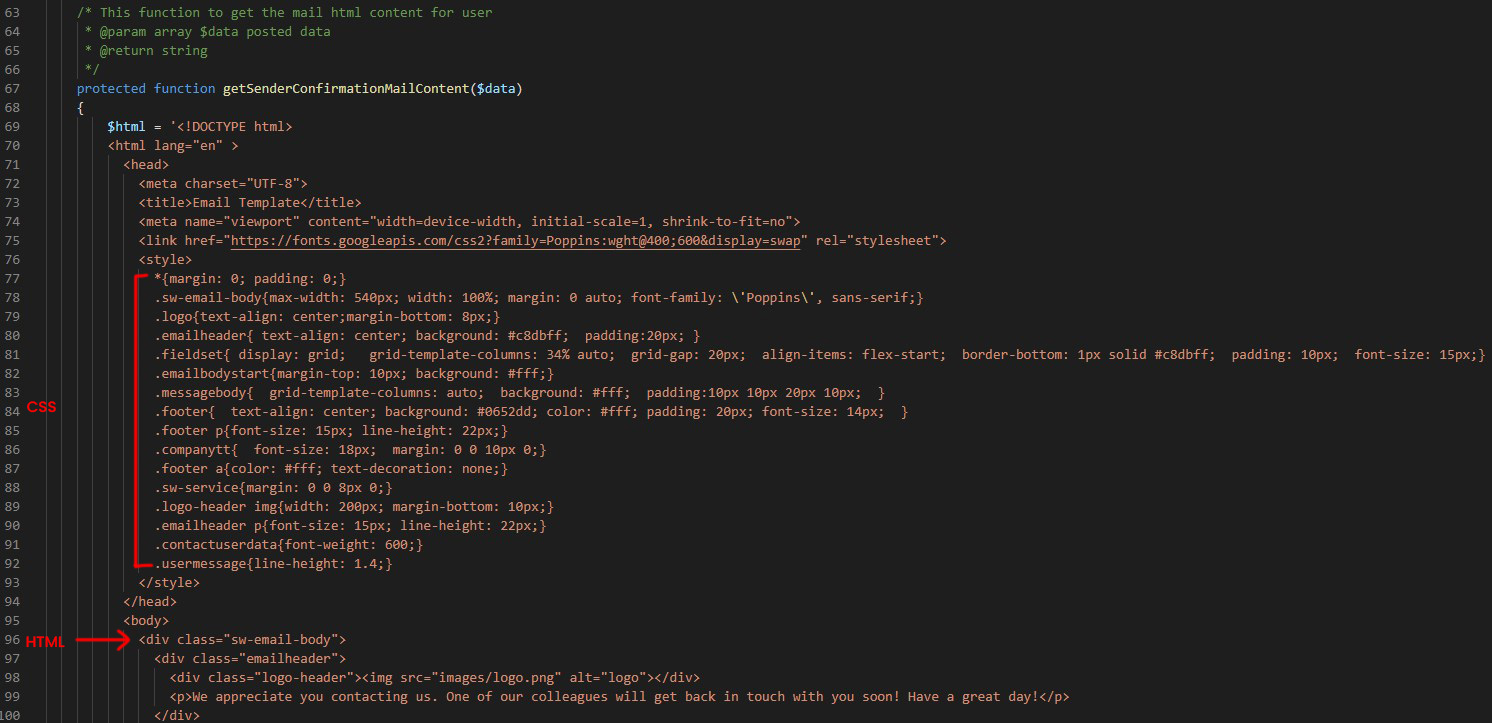 63 /* This function to get the mail html content for user
64 * @param array $data posted data
65 * @return string
66 */
67 protected function getSenderConfirmationMailContent($data)
68 {
69 $html = '<!DOCTYPE html>
70 <html lang="en" >
71 <head>
72 <meta charset="UTF-8">
73 <title>Email Template</title>
74 <meta name="viewport" content="width=device-width, initial-scale=1, shrink-to-fit=no">
75 <link href="https://fonts.googleapis.com/css2?family=Poppins:wght@400;600&display=swap" rel="stylesheet">
76 <style>
77 *{margin: 0; padding: 0;}
78 .sw-email-body{max-width: 540px; width: 100%; margin: 0 auto; font-family: \'Poppins\', sans-serif;}
79 .logo{text-align: center;margin-bottom: 8px;}
80 .emailheader{ text-align: center; background: #c8dbff;  padding:20px; }
81 .fieldset{ display: grid;   grid-template-columns: 34% auto;  grid-gap: 20px;  align-items: flex-start;  border-bottom: 1px solid #c8dbff;  padding: 10px;  font-size: 15px;}
82 .emailbodystart{margin-top: 10px; background: #fff;}
83 .messagebody{  grid-template-columns: auto;  background: #fff;  padding:10px 10px 20px 10px;  }
CSS
84 .footer{  text-align: center; background: #0652dd; color: #fff; padding: 20px; font-size: 14px;  }
85 .footer p{font-size: 15px; line-height: 22px;}
86 .companytt{  font-size: 18px;  margin: 0 0 10px 0;}
87 .footer a{color: #fff; text-decoration: none;}
88 .sw-service{margin: 0 0 8px 0;}
89 .logo-header img{width: 200px; margin-bottom: 10px;}
90 .emailheader p{font-size: 15px; line-height: 22px;}
91 .contactuserdata{font-weight: 600;}
92 .usermessage{line-height: 1.4;}
93 </style>
94 </head>
95 <body>
96 <div class="sw-email-body">
HTML
97 <div class="emailheader">
98 <div class="logo-header"><img src="images/logo.png" alt="logo"></div>
99 <p>We appreciate you contacting us. One of our colleagues will get back in touch with you soon! Have a great day!</p>
100 </div>